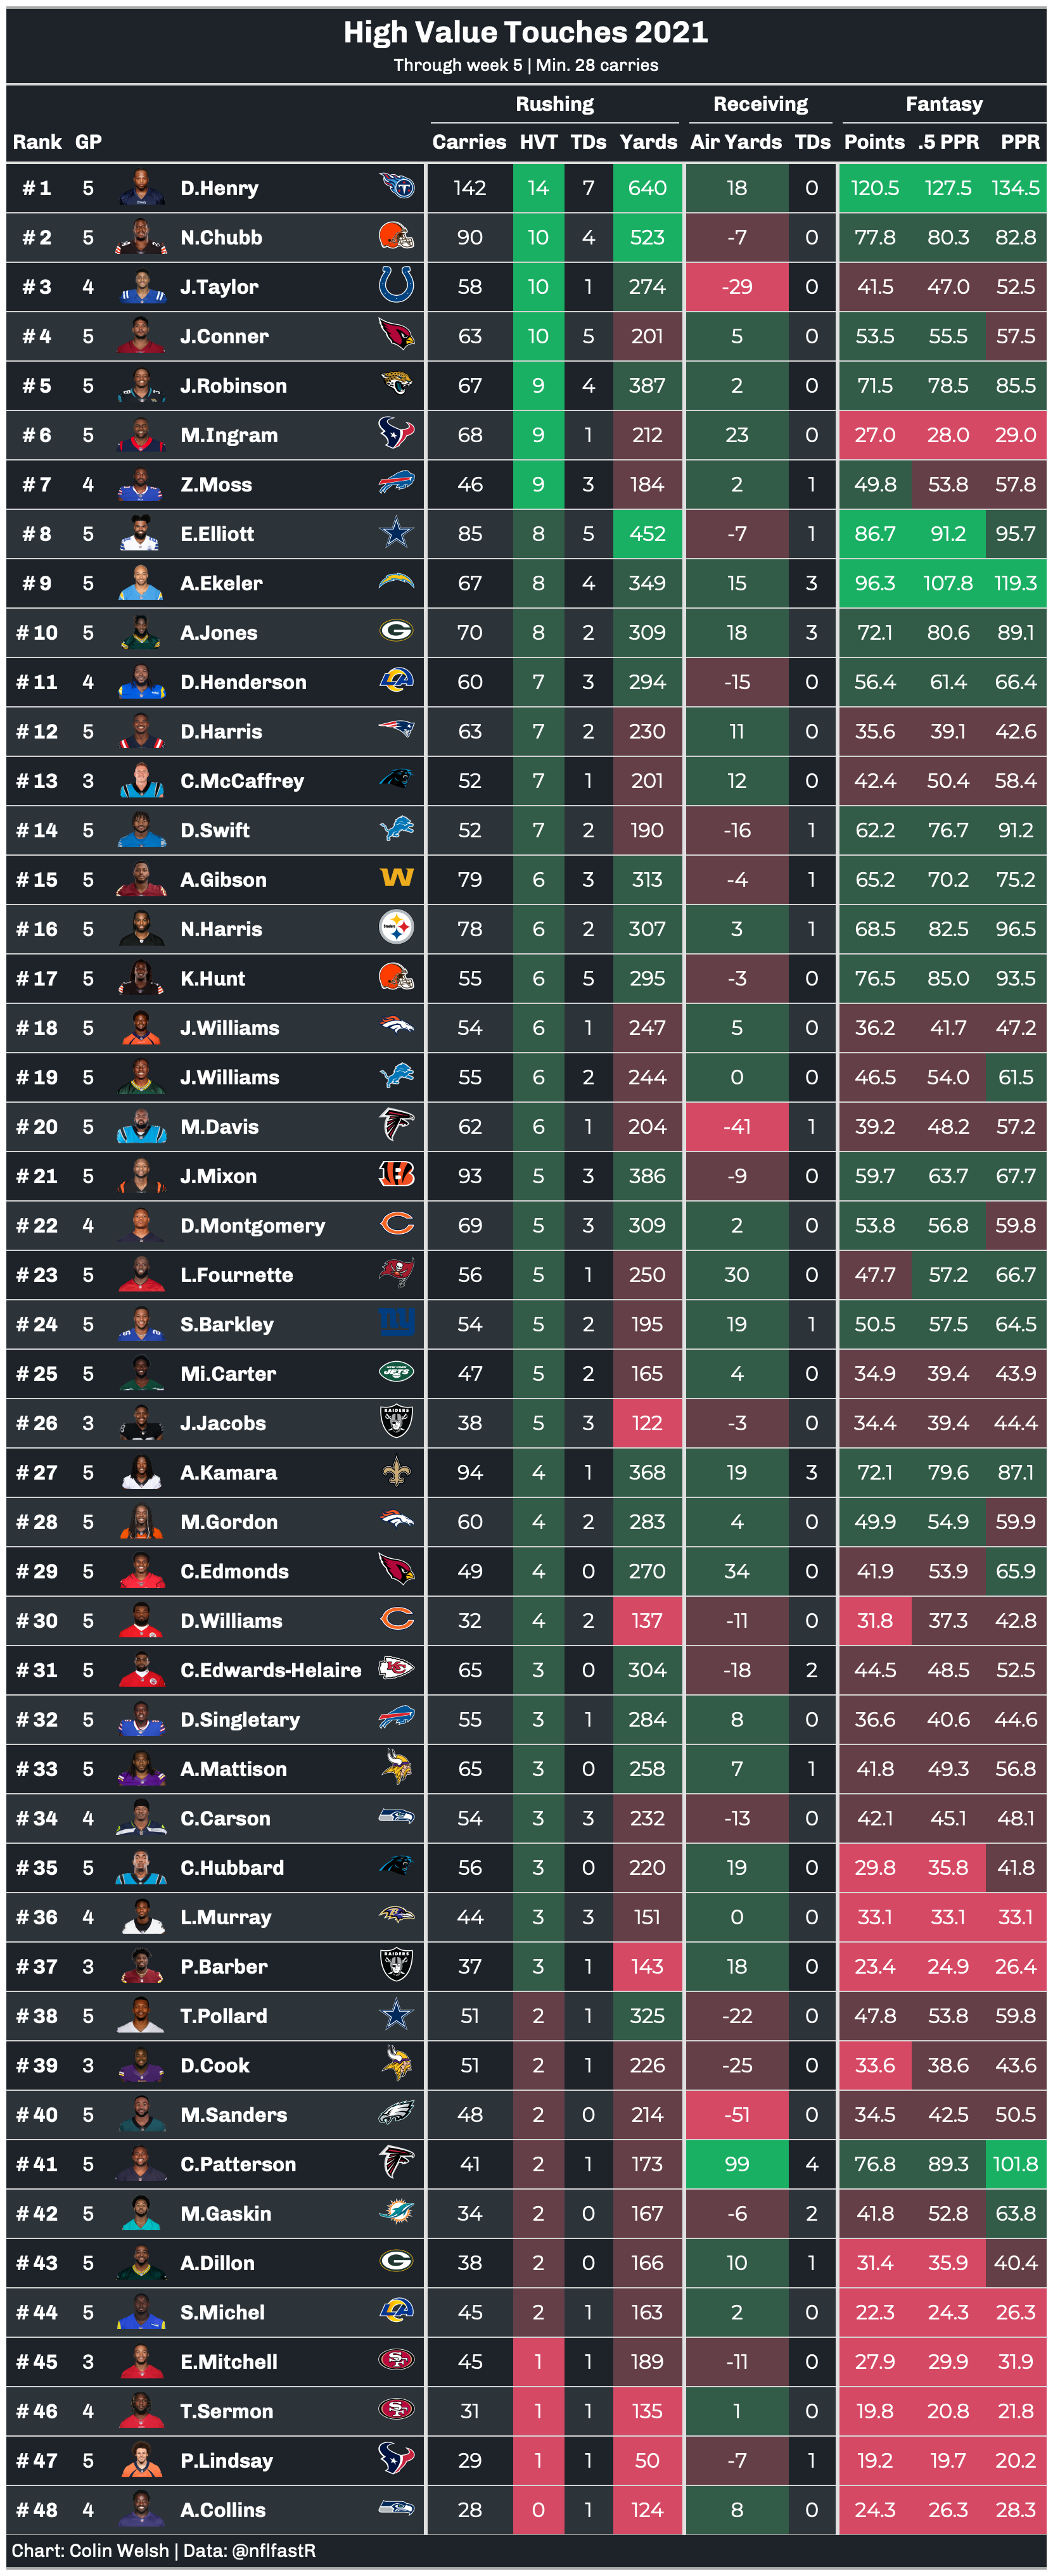 High Value Touches 2021
Through week 5 | Min. 28 carries
Rushing Receiving Fantasy
Rank GP Carries HVT TDs Yards Air Yards TDs Points .5 PPR PPR
# 1 5 D.Henry 142 14 7 640 18 0 120.5 127.5 134.5
# 2 5 N.Chubb 90 10 4 523 -7 0 77.8 80.3 82.8
# 3 4 J.Taylor 58 10 1 274 -29 0 41.5 47.0 52.5
# 4 5 J.Conner 63 10 5 201 5 0 53.5 55.5 57.5
# 5 5 J.Robinson 67 9 4 387 2 0 71.5 78.5 85.5
# 6 5 M.Ingram 68 9 1 212 23 0 27.0 28.0 29.0
# 7 4 Z.Moss 46 9 3 184 2 1 49.8 53.8 57.8
# 8 5 E.Elliott 85 8 5 452 -7 1 86.7 91.2 95.7
# 9 5 A.Ekeler 67 8 4 349 15 3 96.3 107.8 119.3
# 10 5 A.Jones G 70 8 2 309 18 3 72.1 80.6 89.1
# 11 4 D.Henderson LA 60 7 3 294 -15 0 56.4 61.4 66.4
# 12 5 D.Harris 63 7 2 230 11 0 35.6 39.1 42.6
# 13 3 C.McCaffrey 52 7 1 201 12 0 42.4 50.4 58.4
# 14 5 D.Swift 52 7 2 190 -16 1 62.2 76.7 91.2
# 15 5 A.Gibson W 79 6 3 313 -4 1 65.2 70.2 75.2
# 16 5 N.Harris 78 6 2 307 3 1 68.5 82.5 96.5
# 17 5 K.Hunt 55 6 5 295 -3 0 76.5 85.0 93.5
# 18 5 J.Williams 54 6 1 247 5 0 36.2 41.7 47.2
# 19 5 J.Williams 55 6 2 244 0 0 46.5 54.0 61.5
# 20 5 M.Davis 62 6 1 204 -41 1 39.2 48.2 57.2
# 21 5 J.Mixon B 93 5 3 386 -9 0 59.7 63.7 67.7
# 22 4 D.Montgomery C 69 5 3 309 2 0 53.8 56.8 59.8
# 23 5 L.Fournette 56 5 1 250 30 0 47.7 57.2 66.7
# 24 5 S.Barkley NY 54 5 2 195 19 1 50.5 57.5 64.5
# 25 5 Mi.Carter JETS 47 5 2 165 4 0 34.9 39.4 43.9
# 26 3 J.Jacobs RAIDERS 38 5 3 122 -3 0 34.4 39.4 44.4
# 27 5 A.Kamara 94 4 1 368 19 3 72.1 79.6 87.1
# 28 5 M.Gordon 60 4 2 283 4 0 49.9 54.9 59.9
# 29 5 C.Edmonds 49 4 0 270 34 0 41.9 53.9 65.9
# 30 5 D.Williams C 32 4 2 137 -11 0 31.8 37.3 42.8
# 31 5 C.Edwards-Helaire KC 65 3 0 304 -18 2 44.5 48.5 52.5
# 32 5 D.Singletary 55 3 1 284 8 0 36.6 40.6 44.6
# 33 5 A.Mattison 65 3 0 258 7 1 41.8 49.3 56.8
# 34 4 C.Carson 54 3 3 232 -13 0 42.1 45.1 48.1
# 35 5 C.Hubbard 56 3 0 220 19 0 29.8 35.8 41.8
# 36 4 L.Murray 44 3 3 151 0 0 33.1 33.1 33.1
# 37 3 P.Barber RAIDERS 37 3 1 143 18 0 23.4 24.9 26.4
# 38 5 T.Pollard 51 2 1 325 -22 0 47.8 53.8 59.8
# 39 3 D.Cook 51 2 1 226 -25 0 33.6 38.6 43.6
# 40 5 M.Sanders 48 2 0 214 -51 0 34.5 42.5 50.5
# 41 5 C.Patterson 41 2 1 173 99 4 76.8 89.3 101.8
# 42 5 M.Gaskin 34 2 0 167 -6 2 41.8 52.8 63.8
# 43 5 A.Dillon G 38 2 0 166 10 1 31.4 35.9 40.4
# 44 5 S.Michel LA 45 2 1 163 2 0 22.3 24.3 26.3
# 45 3 E.Mitchell SF 45 1 1 189 -11 0 27.9 29.9 31.9
# 46 4 T.Sermon SF 31 1 1 135 1 0 19.8 20.8 21.8
# 47 5 P.Lindsay 29 1 1 50 -7 1 19.2 19.7 20.2
# 48 4 A.Collins 28 0 1 124 8 0 24.3 26.3 28.3
Chart: Colin Welsh | Data: @nflfastR